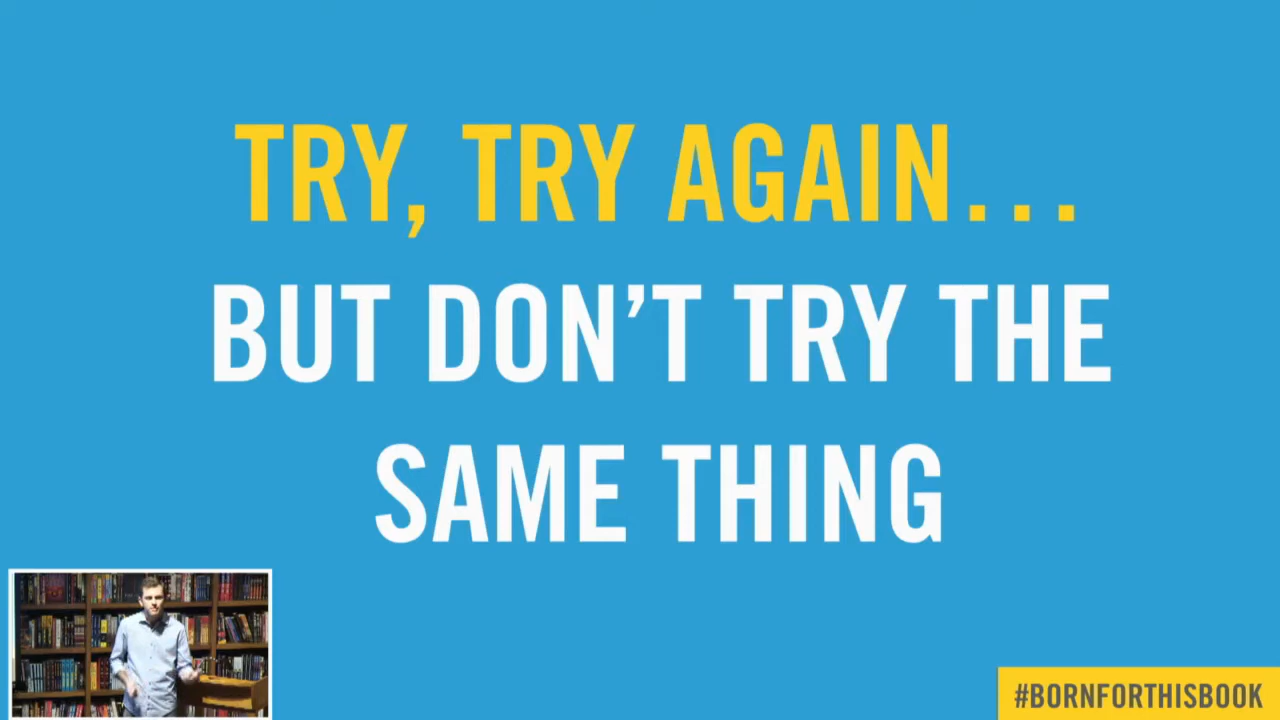 TRY, TRY AGAIN...
BUT DON'T TRY THE
SAME THING
#BORNFORTHISBOOK